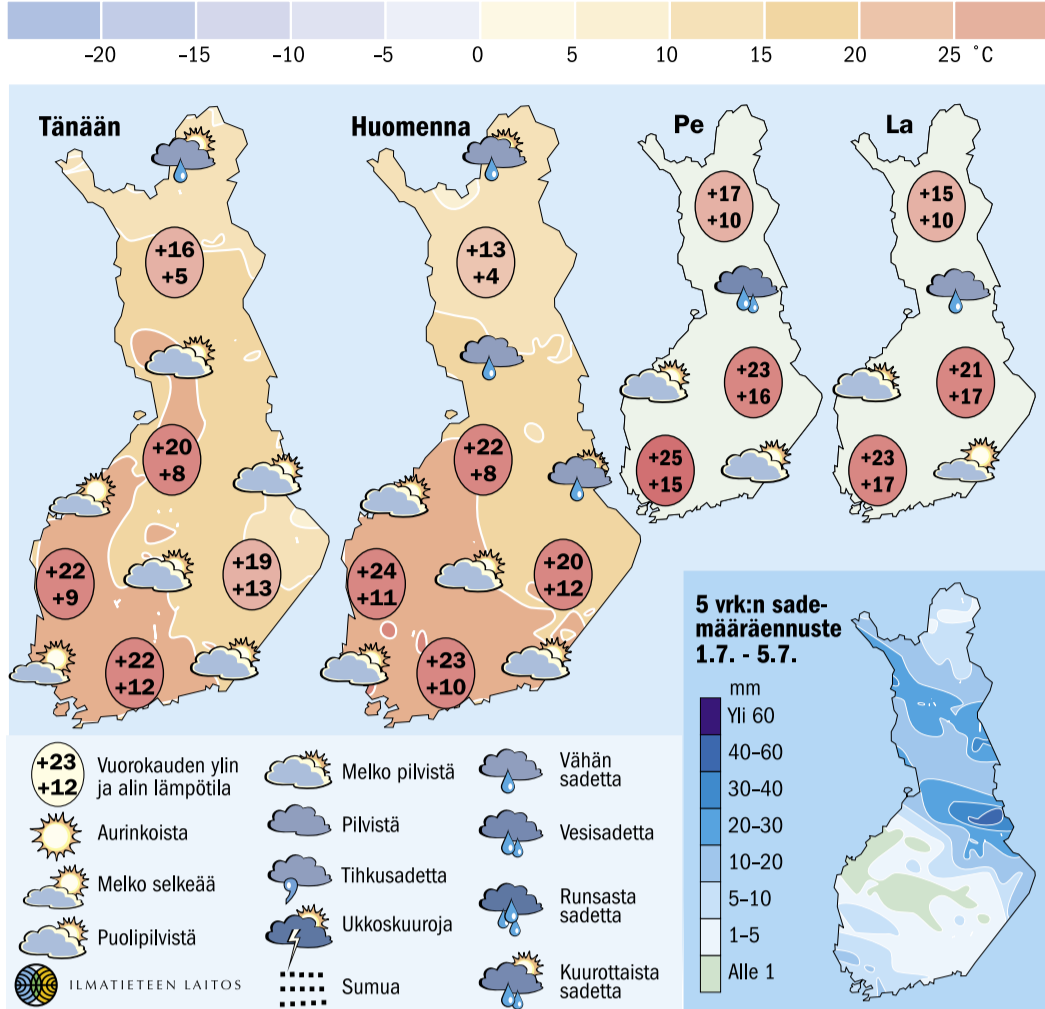 −20 −15 −10 −5 0 5 10 15 20 25 °C
Tänään
+16
+5
+20
+8
+22
+9
+19
+13
+22
+12
Huomenna
+13
+4
+22
+8
+24
+11
+20
+12
+23
+10
Pe
+17
+10
+23
+16
+25
+15
La
+15
+10
+21
+17
+23
+17
5 vrk:n sade-
määräennuste
1.7. - 5.7.
mm
Yli 60
40–60
30–40
20–30
10–20
5–10
1–5
Alle 1
+23
+12
Vuorokauden ylin
ja alin lämpötila
Aurinkoista
Melko selkeää
Puolipilvistä
ILMATIETEEN LAITOS
Melko pilvistä
Pilvistä
Tihkusadetta
Ukkoskuuroja
Sumua
Vähän
sadetta
Vesisadetta
Runsasta
sadetta
Kuurottaista
sadetta